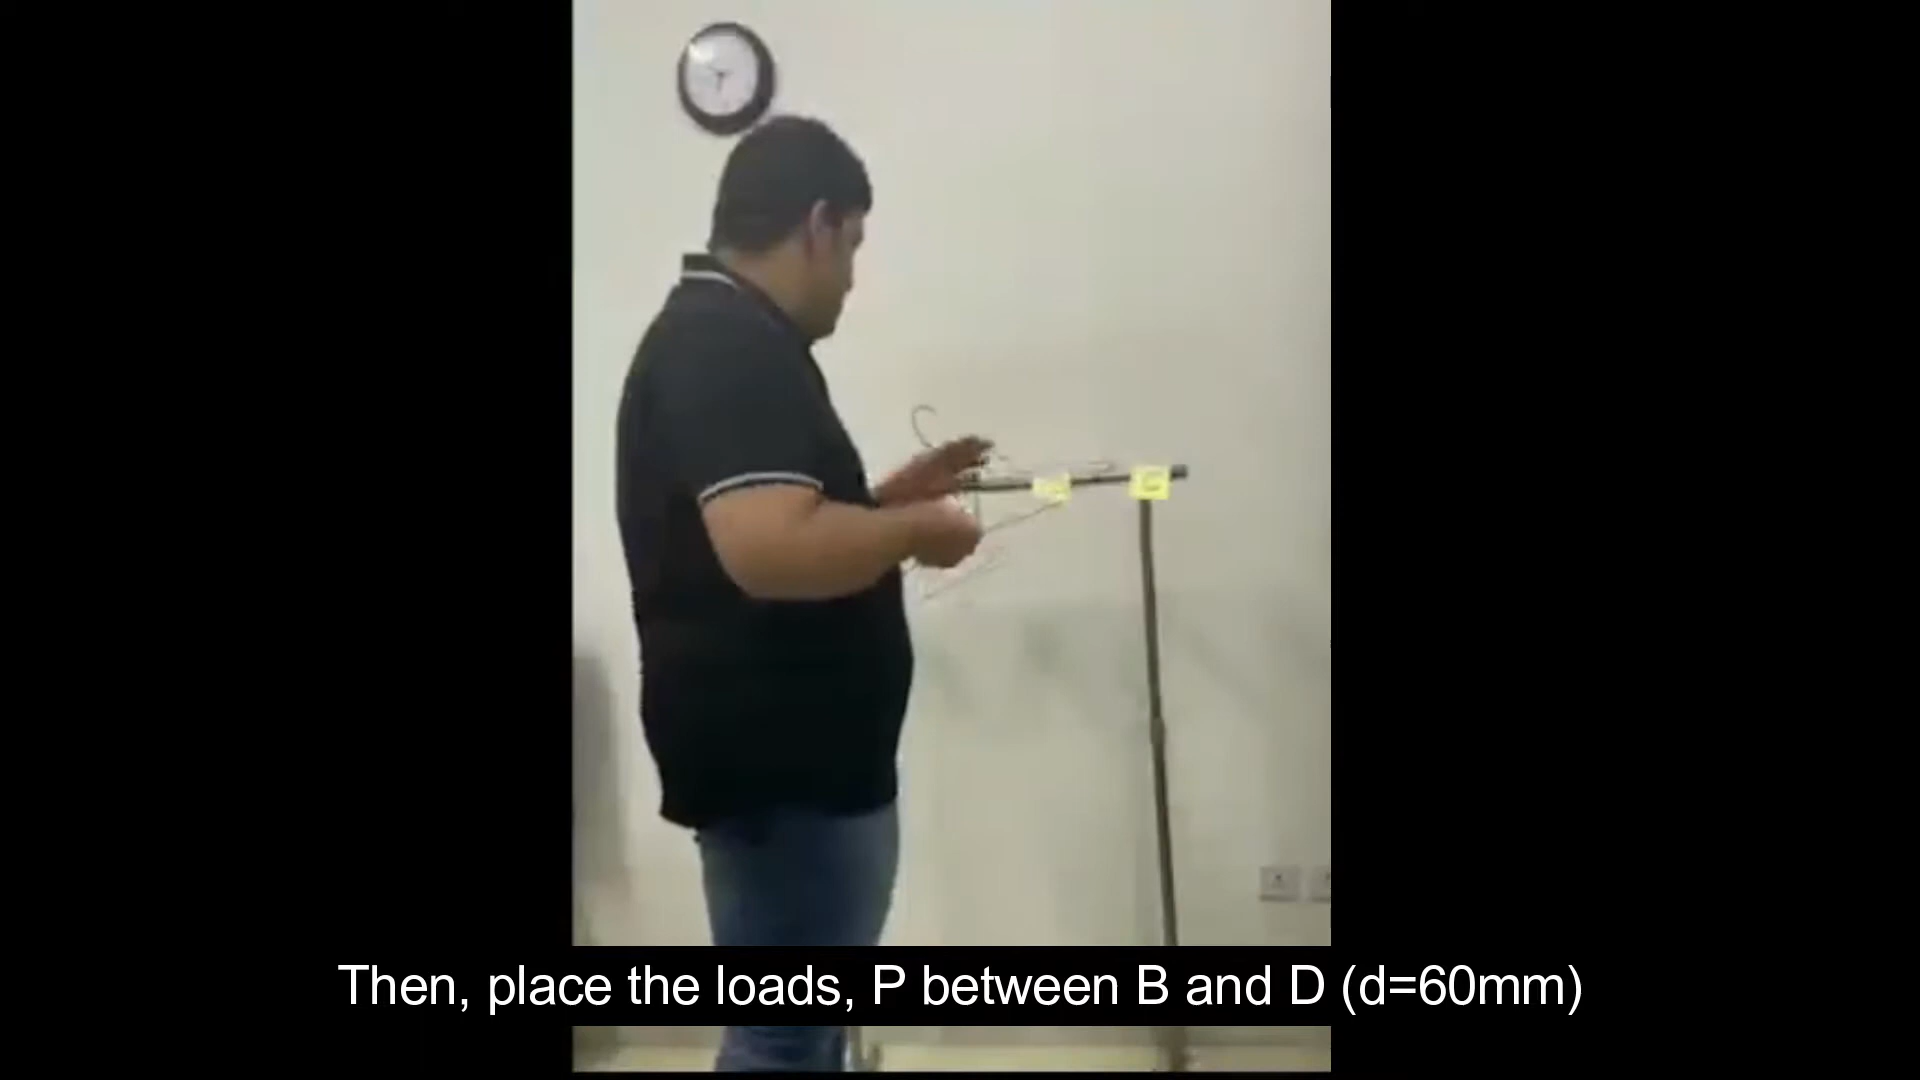 Then, place the loads, P between B and D (d=60mm)